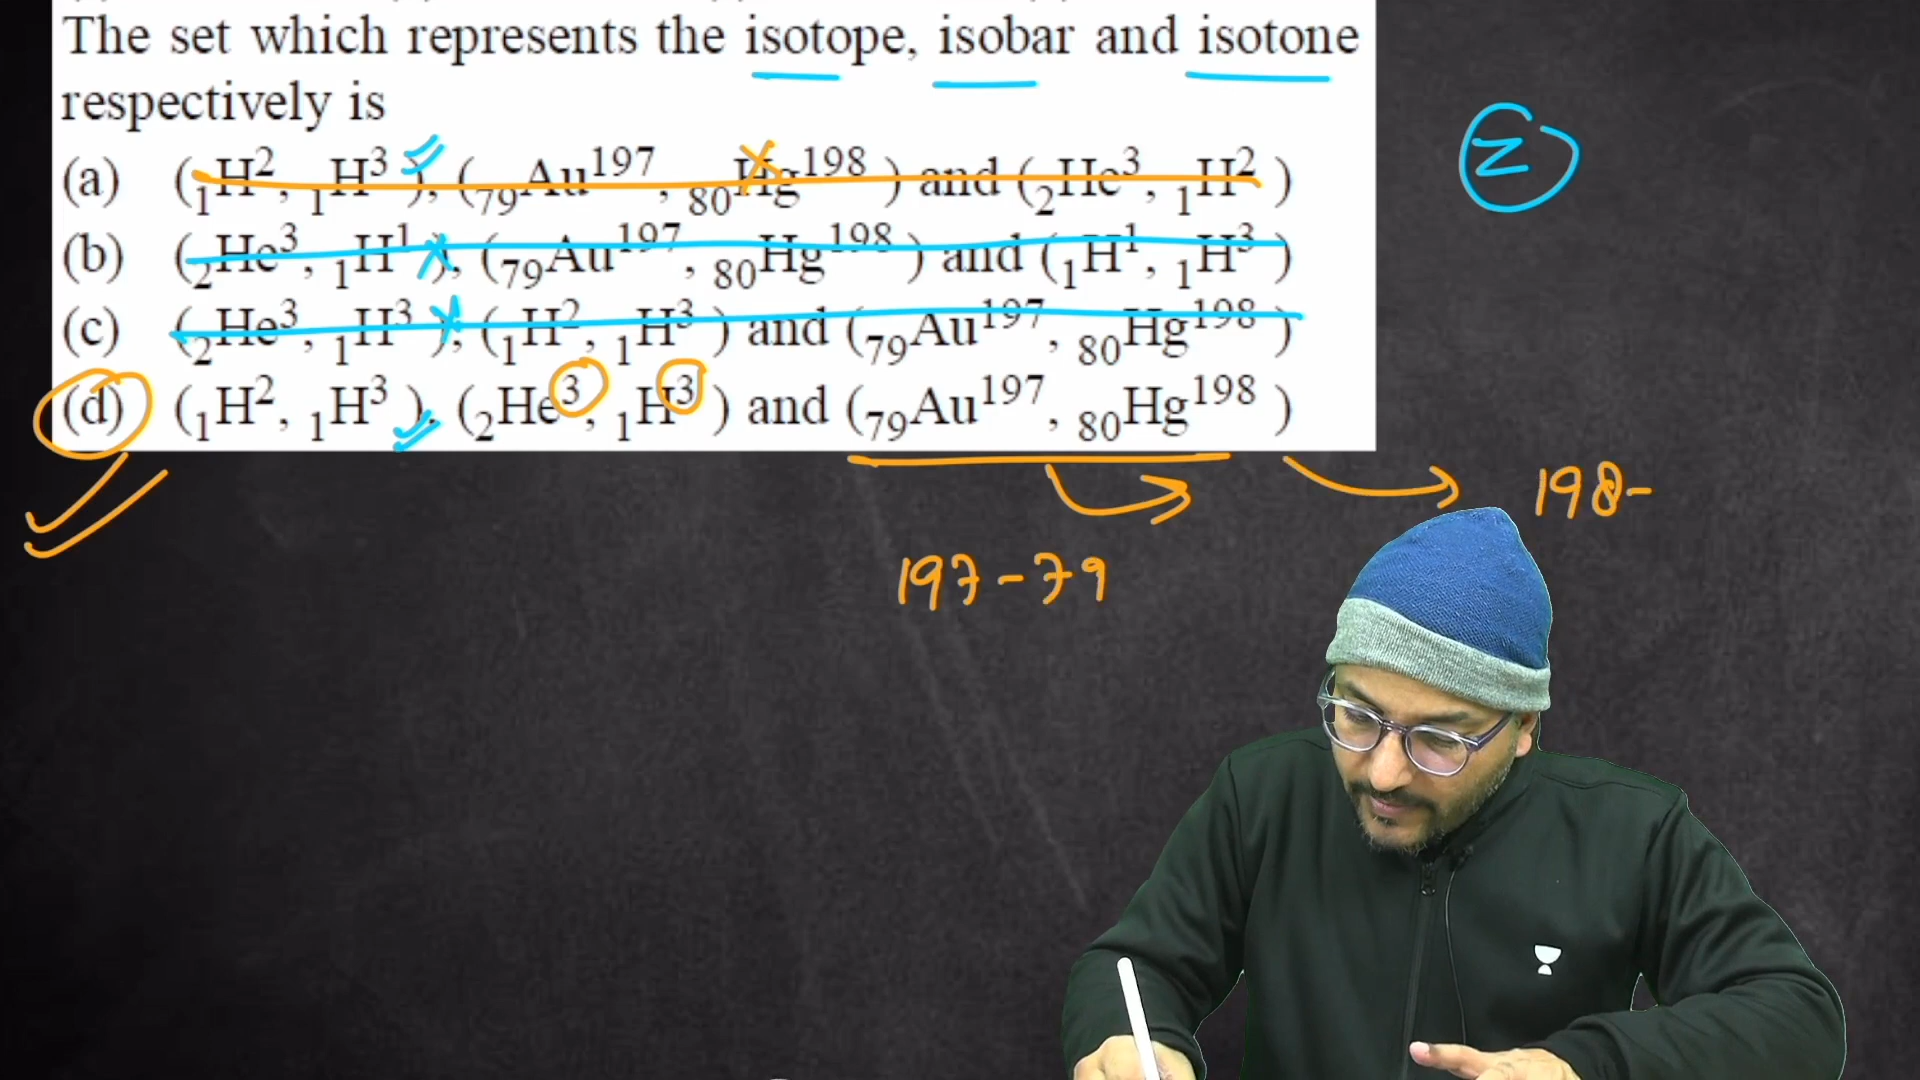 The set which represents the isotope, isobar and isotone
respectively is
(a) (₁H², ₁H³), (₇₉Au¹⁹⁷, ₈₀Hg¹⁹⁸) and (₂He³, ₁H²)
(b) (₂He³, ₁H¹), (₇₉Au¹⁹⁷, ₈₀Hg¹⁹⁸) and (₁H¹, ₁H³)
(c) (₂He³, ₁H³), (₁H², ₁H³) and (₇₉Au¹⁹⁷, ₈₀Hg¹⁹⁸)
(d) (₁H², ₁H³), (₂He³, ₁H³) and (₇₉Au¹⁹⁷, ₈₀Hg¹⁹⁸)
Z
198-
197-79